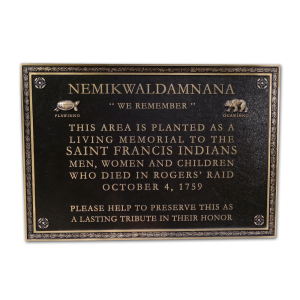 NEMIKWALDAMNANA
" WE REMEMBER "
PLAWINNO
OUAWINNO
THIS AREA IS PLANTED AS A
LIVING MEMORIAL TO THE
SAINT FRANCIS INDIANS
MEN, WOMEN AND CHILDREN
WHO DIED IN ROGERS' RAID
OCTOBER 4, 1759
PLEASE HELP TO PRESERVE THIS AS
A LASTING TRIBUTE IN THEIR HONOR